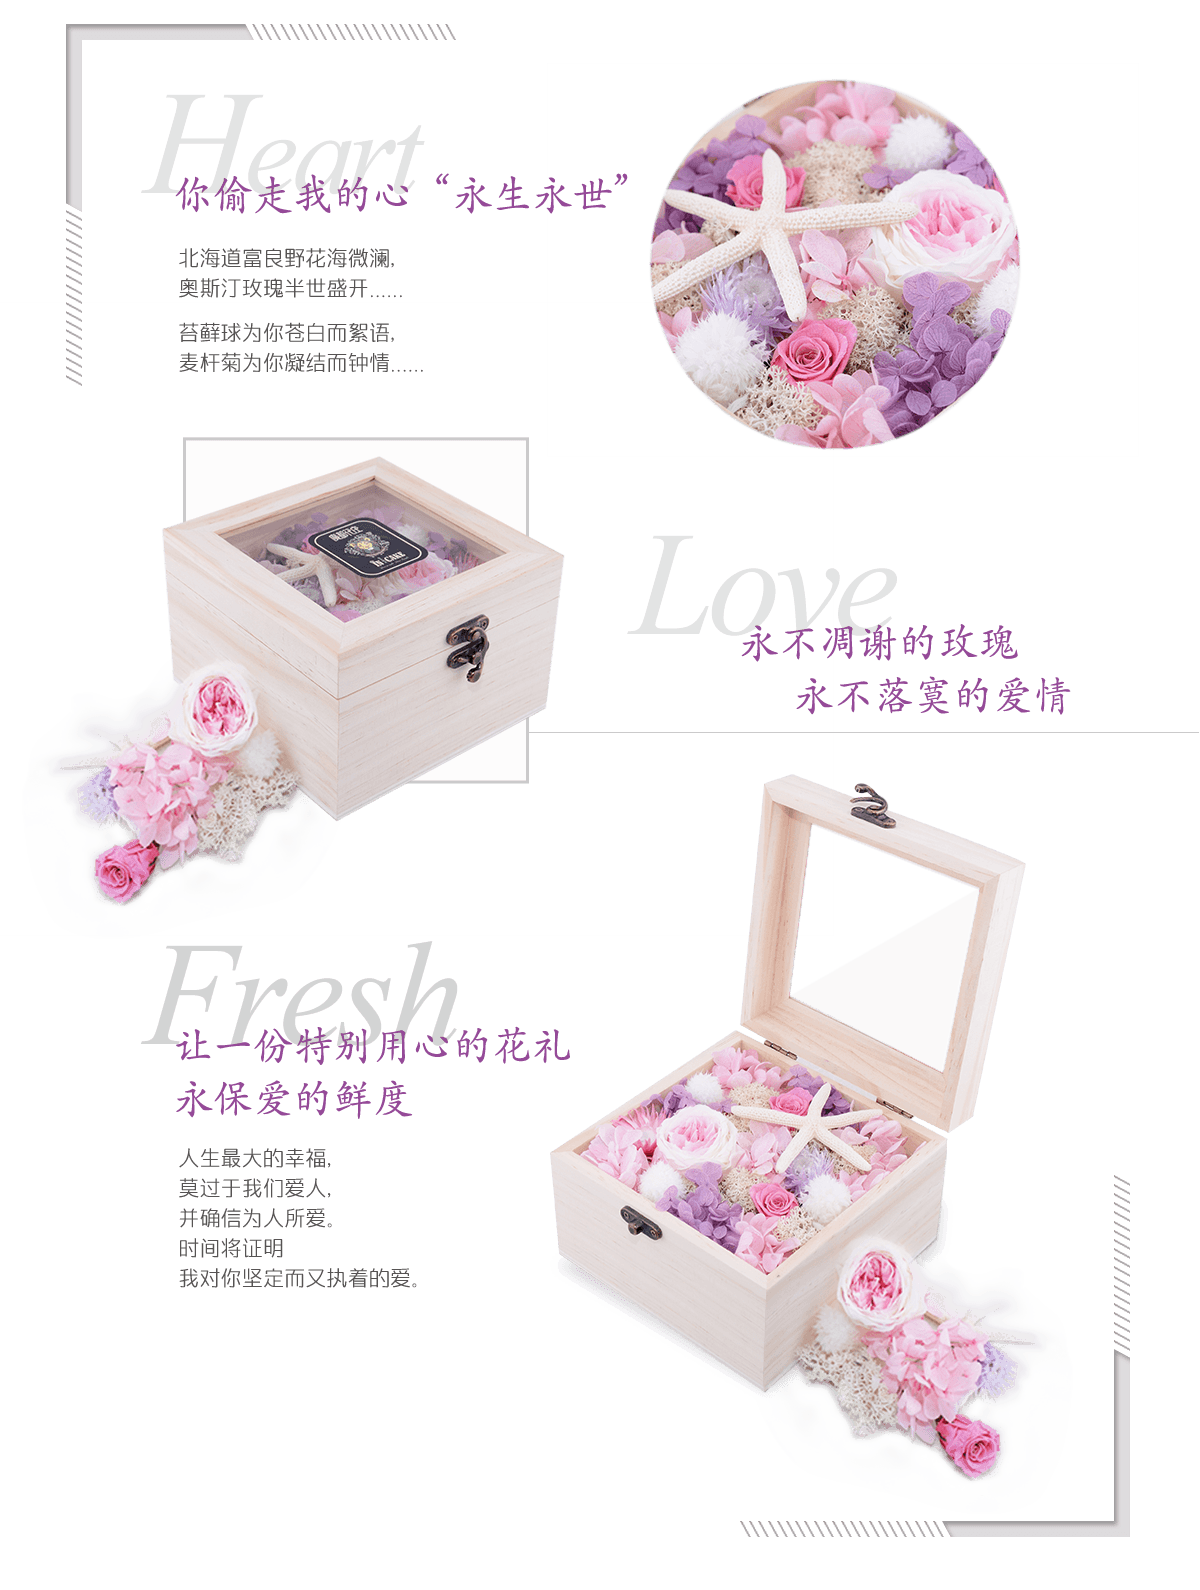 Heart
你偷走我的心“永生永世”
北海道富良野花海微澜,
奥斯汀玫瑰半世盛开......
苔藓球为你苍白而絮语,
麦杆菊为你凝结而钟情......
CAKE
Love
永不凋谢的玫瑰
永不落寞的爱情
Fresh
让一份特别用心的花礼
永保爱的鲜度
人生最大的幸福,
莫过于我们爱人,
并确信为人所爱。
时间将证明
我对你坚定而又执着的爱。